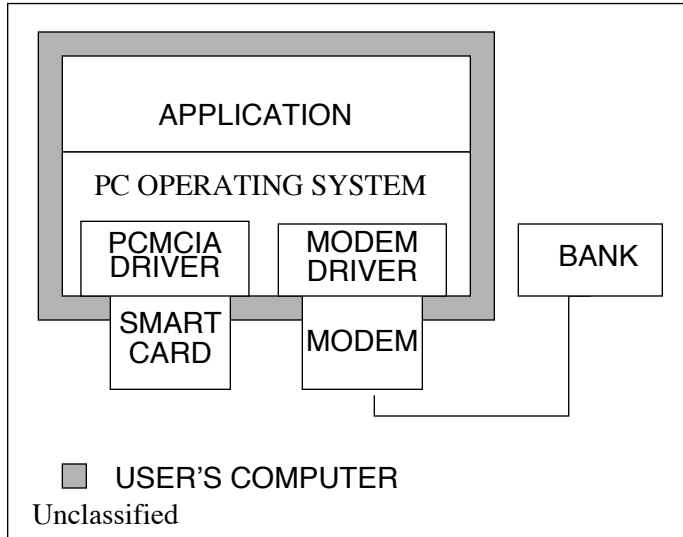 APPLICATION
PC OPERATING SYSTEM
PCMCIA
DRIVER
MODEM
DRIVER
BANK
SMART
CARD
MODEM
USER'S COMPUTER
Unclassified